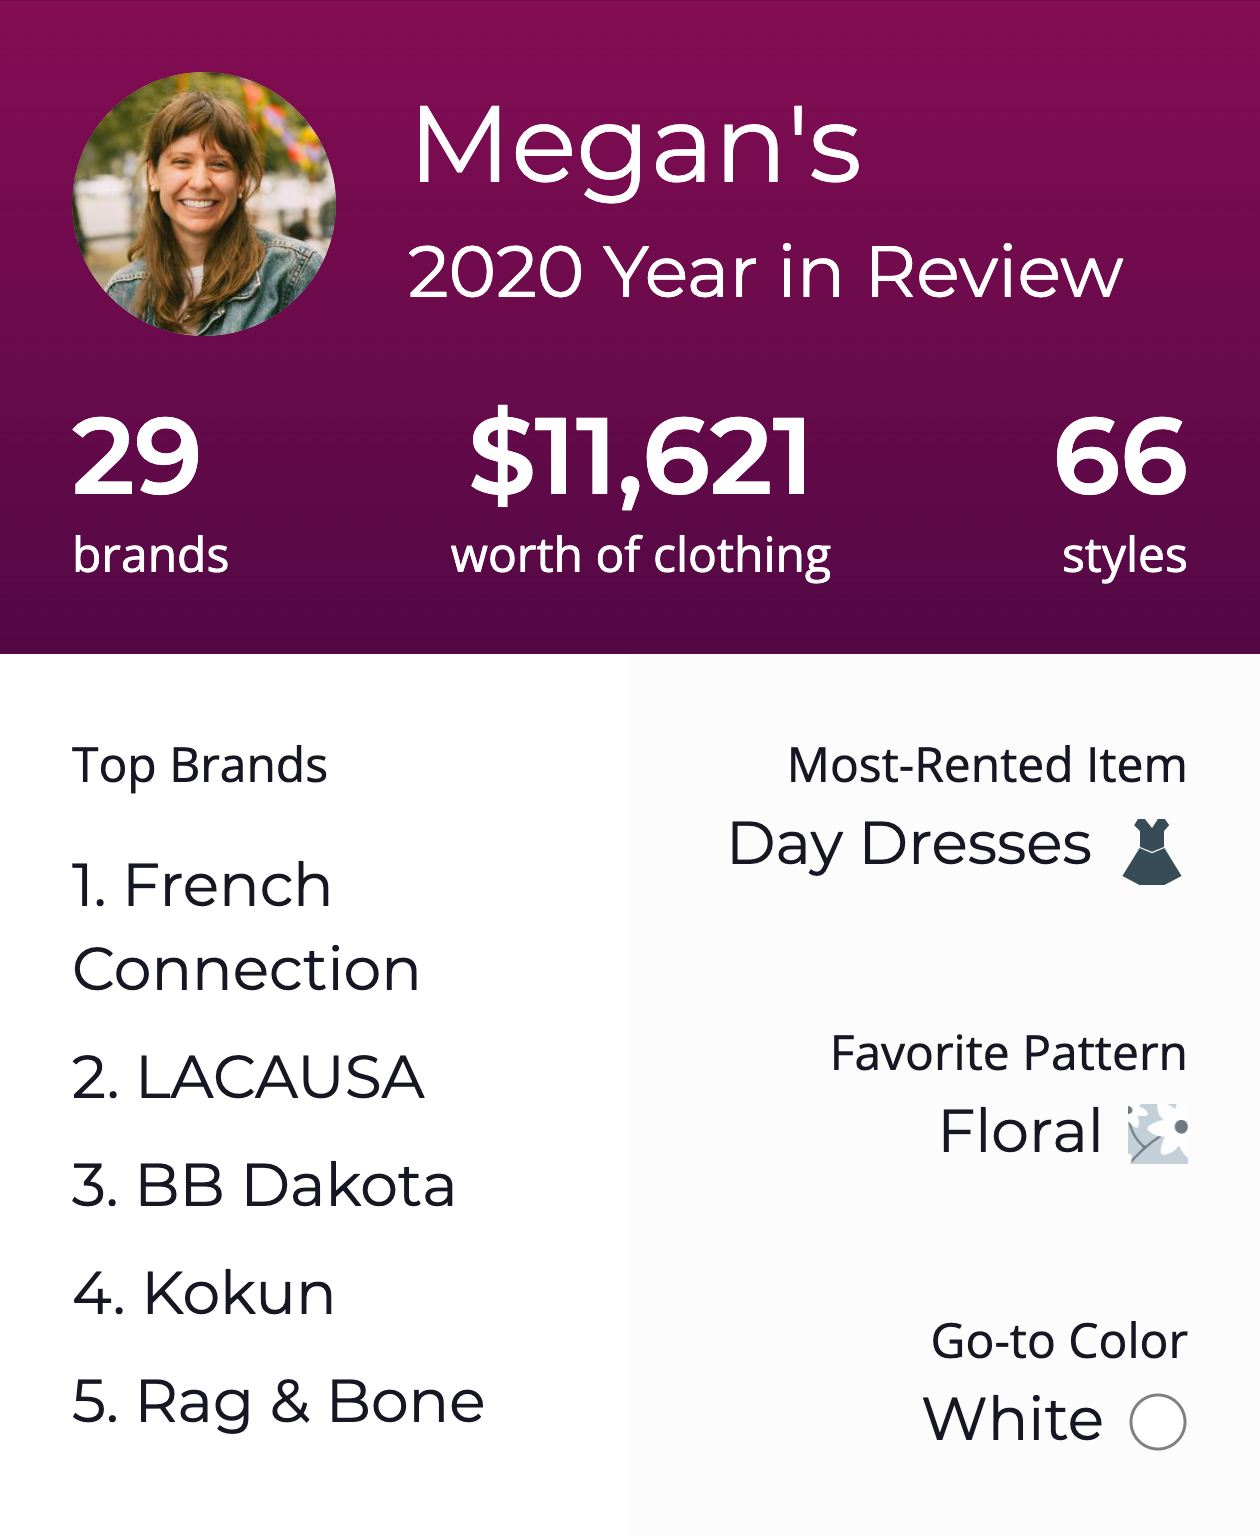 Megan's
2020 Year in Review
29
brands
$11,621
worth of clothing
66
styles
Top Brands
1. French
Connection
2. LACAUSA
3. BB Dakota
4. Kokun
5. Rag & Bone
Most-Rented Item
Day Dresses
Favorite Pattern
Floral
Go-to Color
White